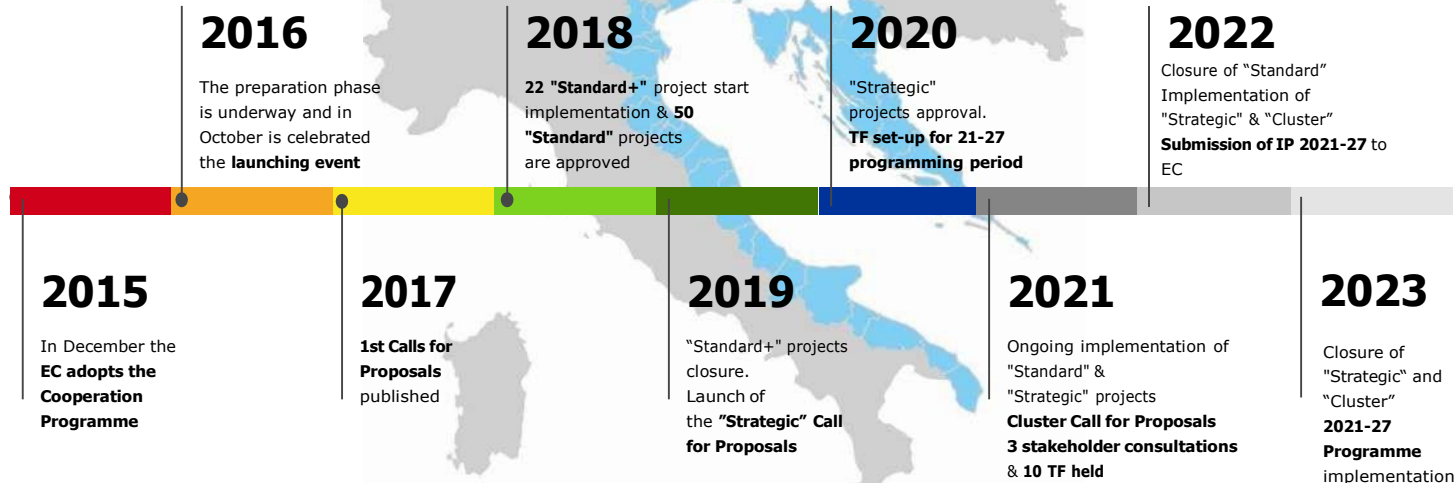 2016
The preparation phase
is underway and in
October is celebrated
the launching event
2018
22 "Standard+" project start
implementation & 50
"Standard" projects
are approved
2020
"Strategic"
projects approval.
TF set-up for 21-27
programming period
2022
Closure of “Standard”
Implementation of
"Strategic" & “Cluster”
Submission of IP 2021-27 to
EC
2015
In December the
EC adopts the
Cooperation
Programme
2017
1st Calls for
Proposals
published
2019
“Standard+" projects
closure.
Launch of
the ”Strategic” Call
for Proposals
2021
Ongoing implementation of
"Standard" &
"Strategic" projects
Cluster Call for Proposals
3 stakeholder consultations
& 10 TF held
2023
Closure of
"Strategic“ and
“Cluster”
2021-27
Programme
implementation